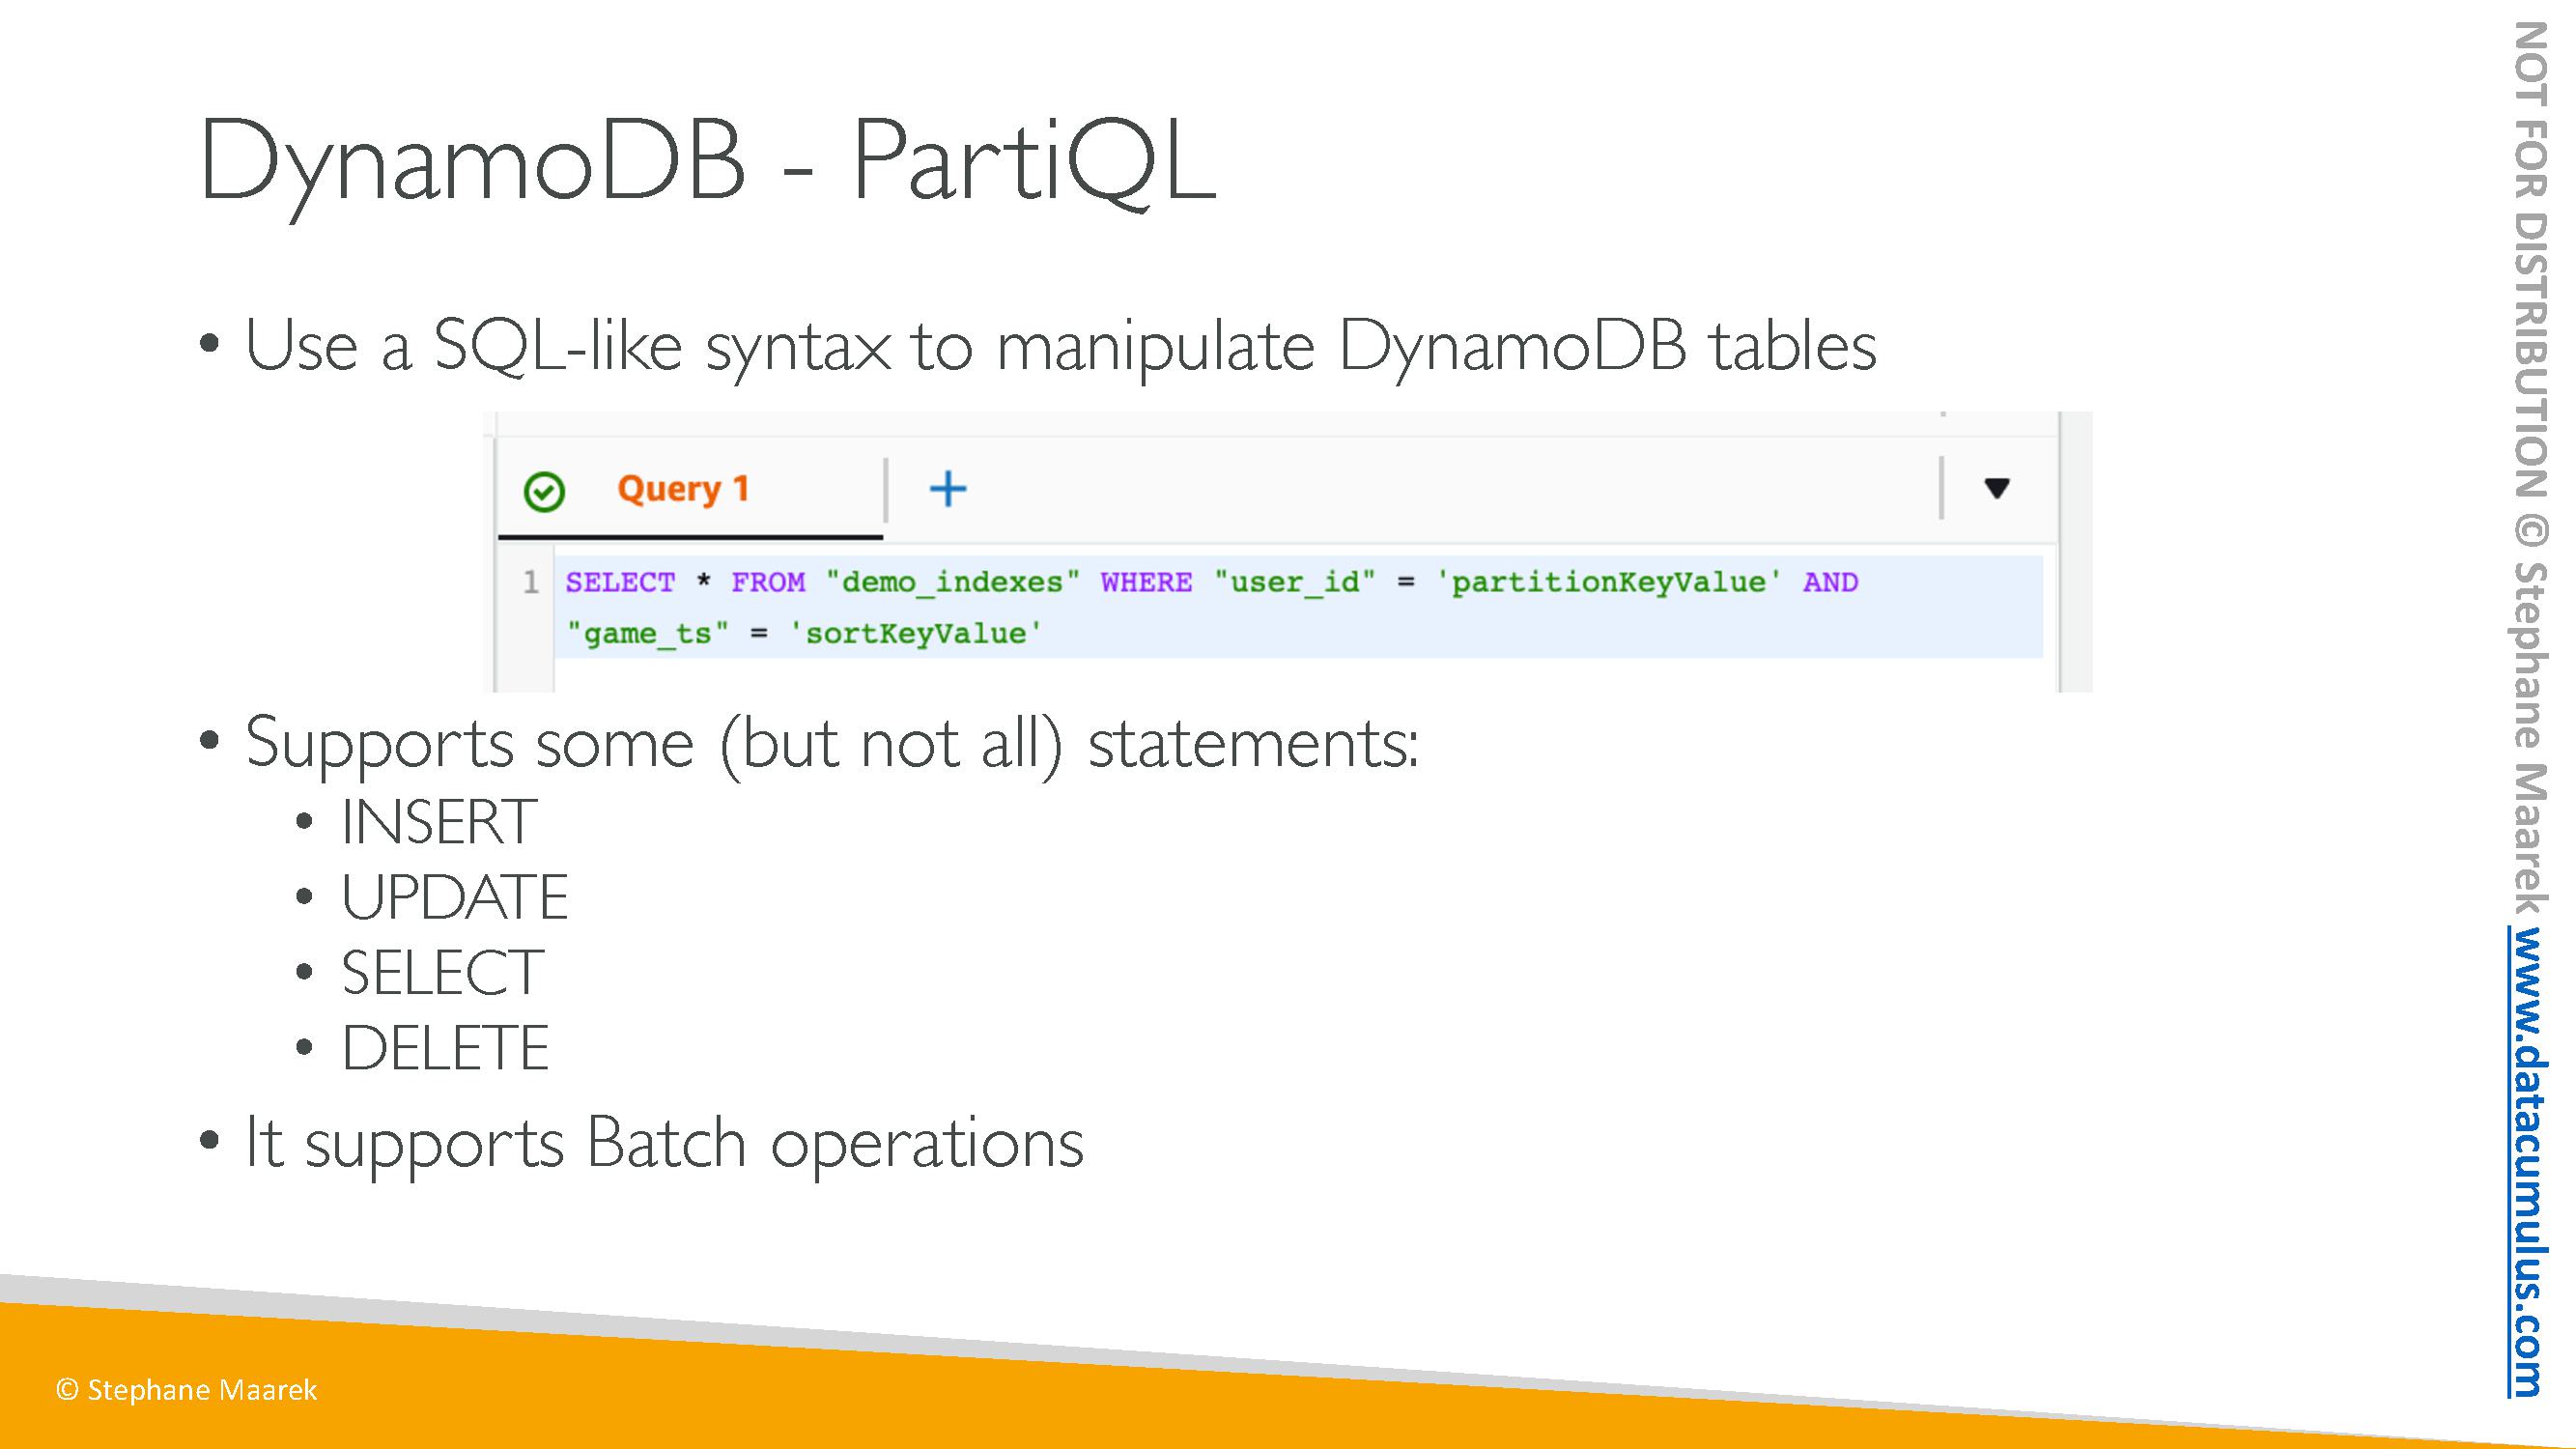 DynamoDB - PartiQL
• Use a SQL-like syntax to manipulate DynamoDB tables
Query 1
1 SELECT * FROM "demo_indexes" WHERE "user_id" = 'partitionKeyValue' AND
"game_ts" = 'sortKeyValue'
• Supports some (but not all) statements:
• INSERT
• UPDATE
• SELECT
• DELETE
• It supports Batch operations
© Stephane Maarek
NOT FOR DISTRIBUTION © Stephane Maarek www.datacumulus.com